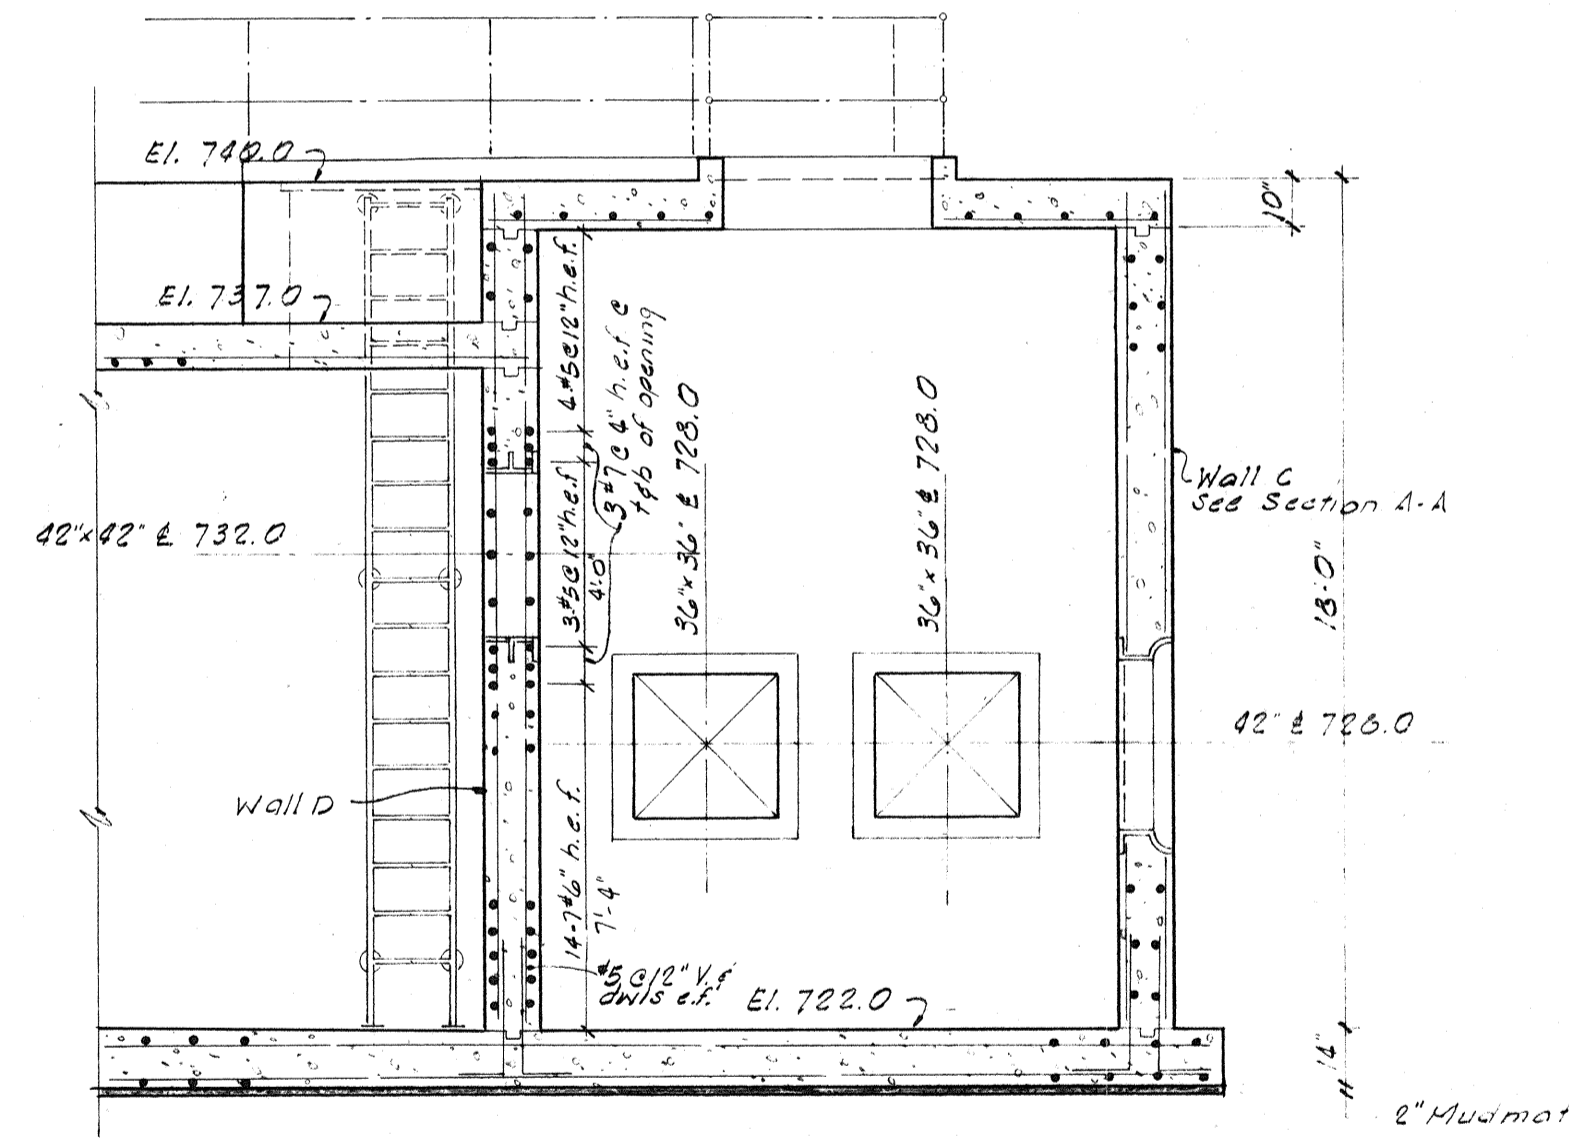 El. 740.0
10"
El. 737.0
4-#5@12"h.e.f.
3 #7 @ 4" h.e.f @
t&b of opening
36"x36" ⅊ 728.0
36"x36" ⅊ 728.0
Wall C
See Section A-A
42"x42" ⅊ 732.0
3-#5@12"h.e.f
4'-0"
18'-0"
42" ⅊ 728.0
Wall D
14-7#6" h.e.f.
7'-4"
#5@12" V. &
dwls e.f.
El. 722.0
14"
2" Mudmat